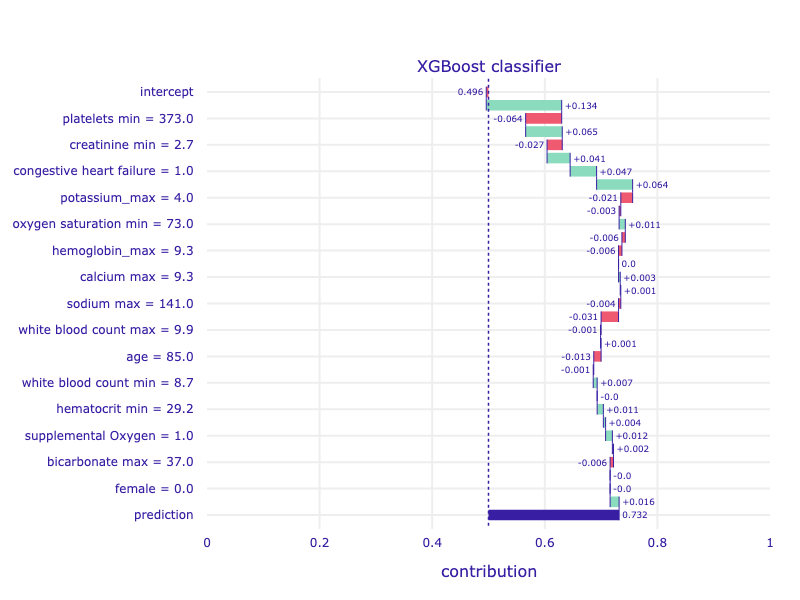 XGBoost classifier
intercept
0.496
+0.134
platelets min = 373.0
-0.064
+0.065
creatinine min = 2.7
-0.027
+0.041
congestive heart failure = 1.0
+0.047
+0.064
potassium_max = 4.0
-0.021
-0.003
oxygen saturation min = 73.0
+0.011
-0.006
hemoglobin_max = 9.3
-0.006
0.0
calcium max = 9.3
+0.003
+0.001
sodium max = 141.0
-0.004
-0.031
white blood count max = 9.9
-0.001
+0.001
age = 85.0
-0.013
-0.001
white blood count min = 8.7
+0.007
-0.0
hematocrit min = 29.2
+0.011
+0.004
supplemental Oxygen = 1.0
+0.012
+0.002
bicarbonate max = 37.0
-0.006
-0.0
female = 0.0
-0.0
+0.016
prediction
0.732
0 0.2 0.4 0.6 0.8 1
contribution